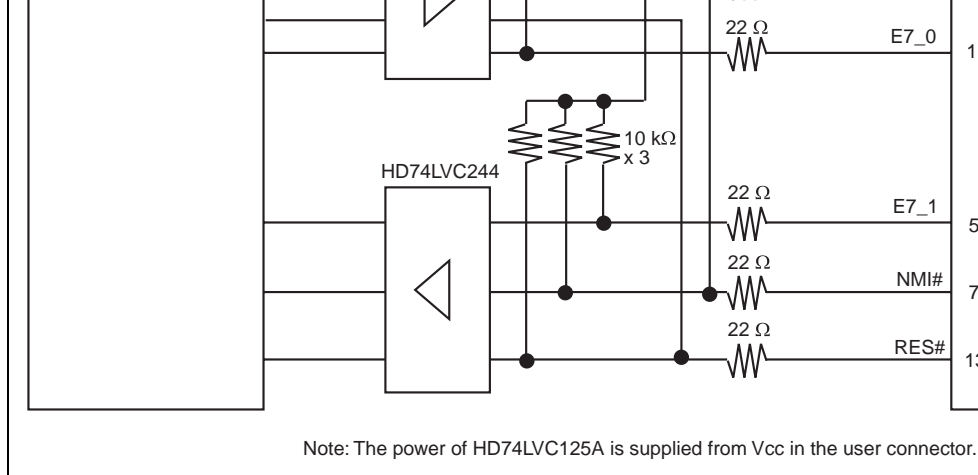 22 Ω
E7_0
1
10 kΩ
x 3
HD74LVC244
22 Ω
E7_1
5
22 Ω
NMI#
7
22 Ω
RES#
Note: The power of HD74LVC125A is supplied from Vcc in the user connector.